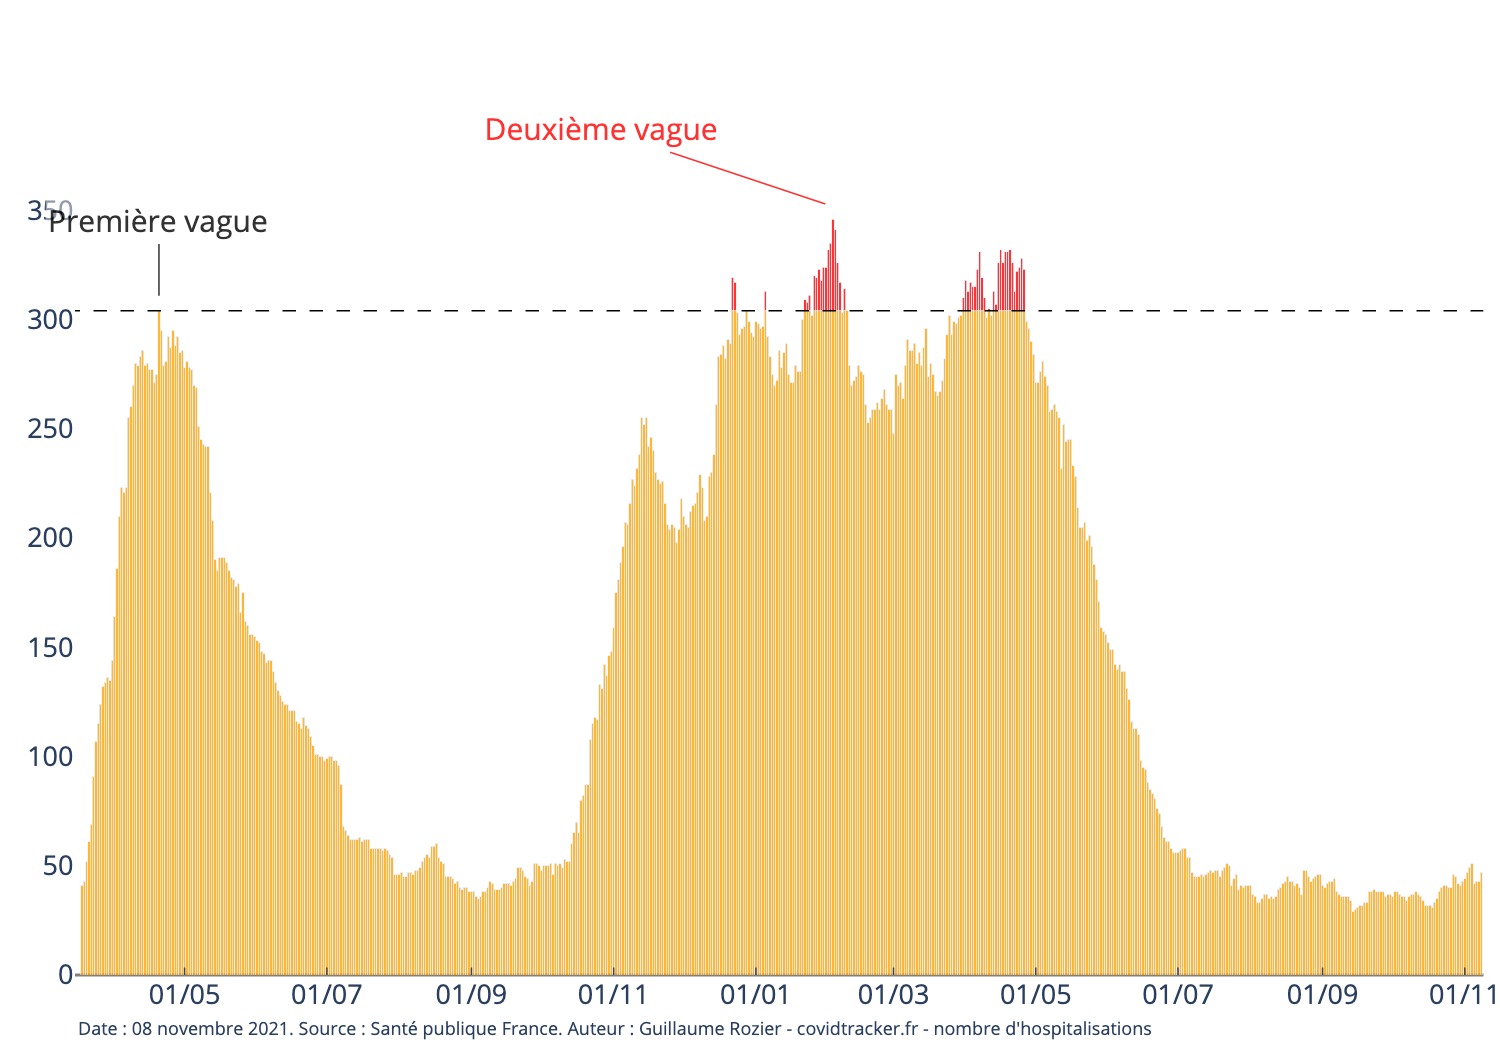 Deuxième vague
350
Première vague
300
250
200
150
100
50
0
01/05 01/07 01/09 01/11 01/01 01/03 01/05 01/07 01/09 01/11
Date : 08 novembre 2021. Source : Santé publique France. Auteur : Guillaume Rozier - covidtracker.fr - nombre d'hospitalisations